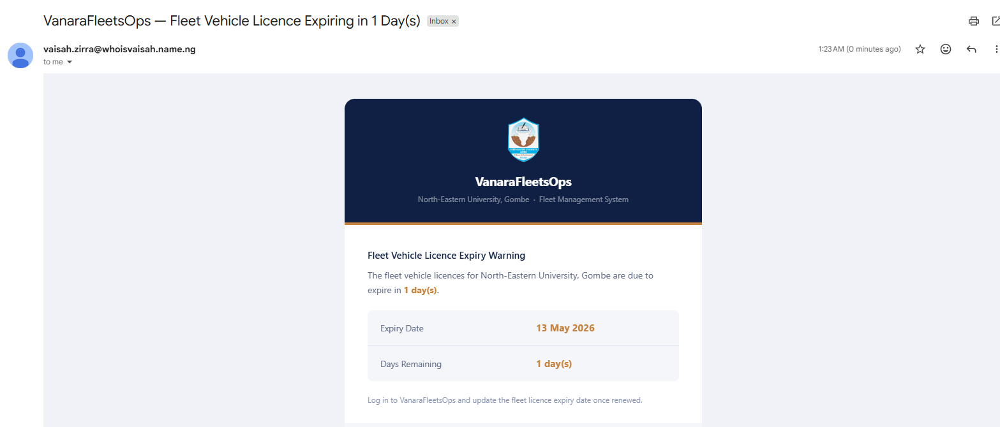 VanaraFleetsOps — Fleet Vehicle Licence Expiring in 1 Day(s) Inbox ×
vaisah.zirra@whoisvaisah.name.ng 1:23 AM (0 minutes ago)
to me
VanaraFleetsOps
North-Eastern University, Gombe · Fleet Management System
Fleet Vehicle Licence Expiry Warning
The fleet vehicle licences for North-Eastern University, Gombe are due to
expire in 1 day(s).
Expiry Date 13 May 2026
Days Remaining 1 day(s)
Log in to VanaraFleetsOps and update the fleet licence expiry date once renewed.